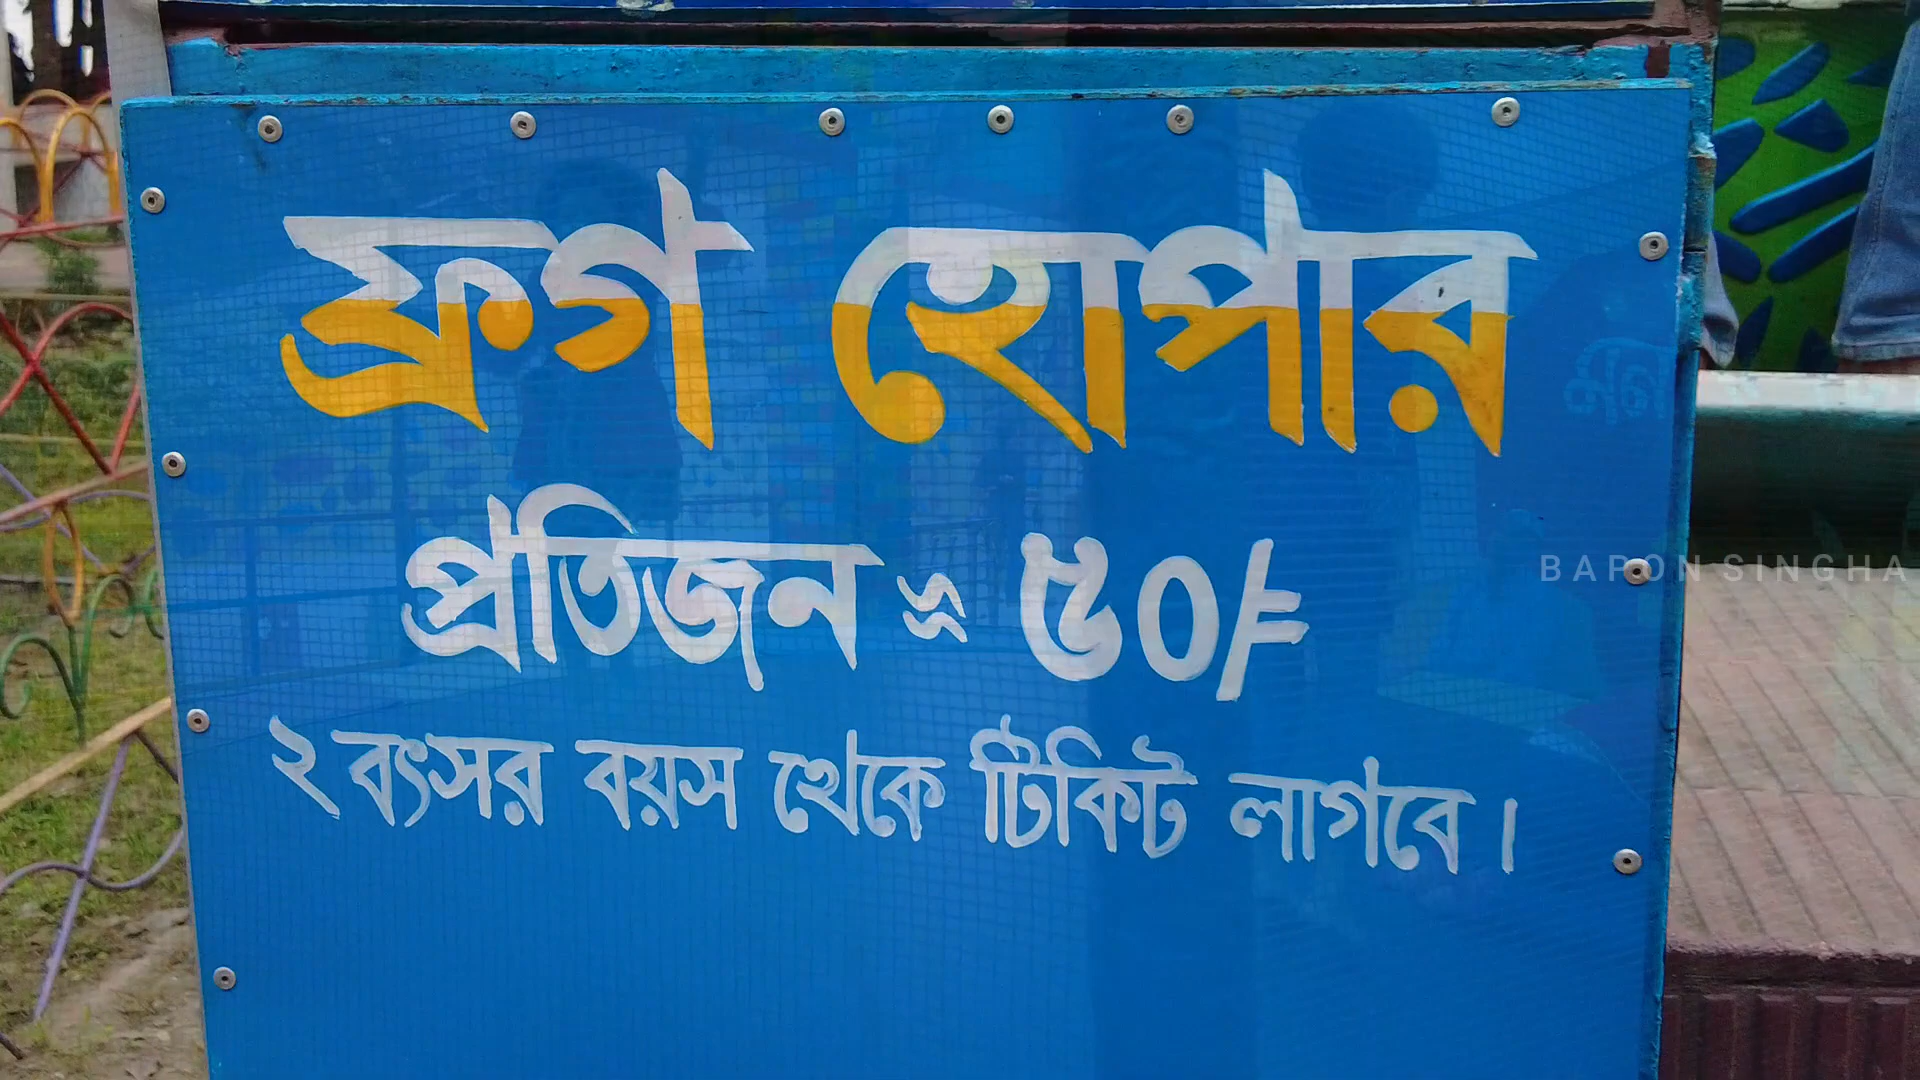 ফ্রগ হোপার
প্রতিজন ঃ ৫০/=
BAPON SINGHA
২ বৎসর বয়স থেকে টিকিট লাগবে।